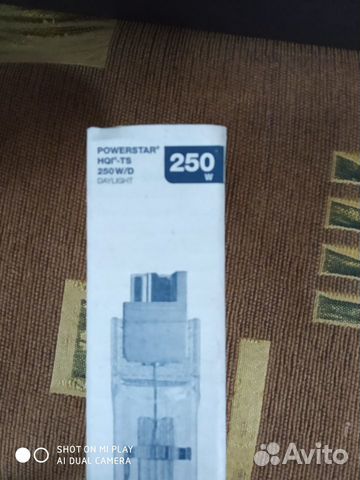 POWERSTAR®
HQI®-TS
250W/D
DAYLIGHT
250
W
SHOT ON MI PLAY
AI DUAL CAMERA
Avito